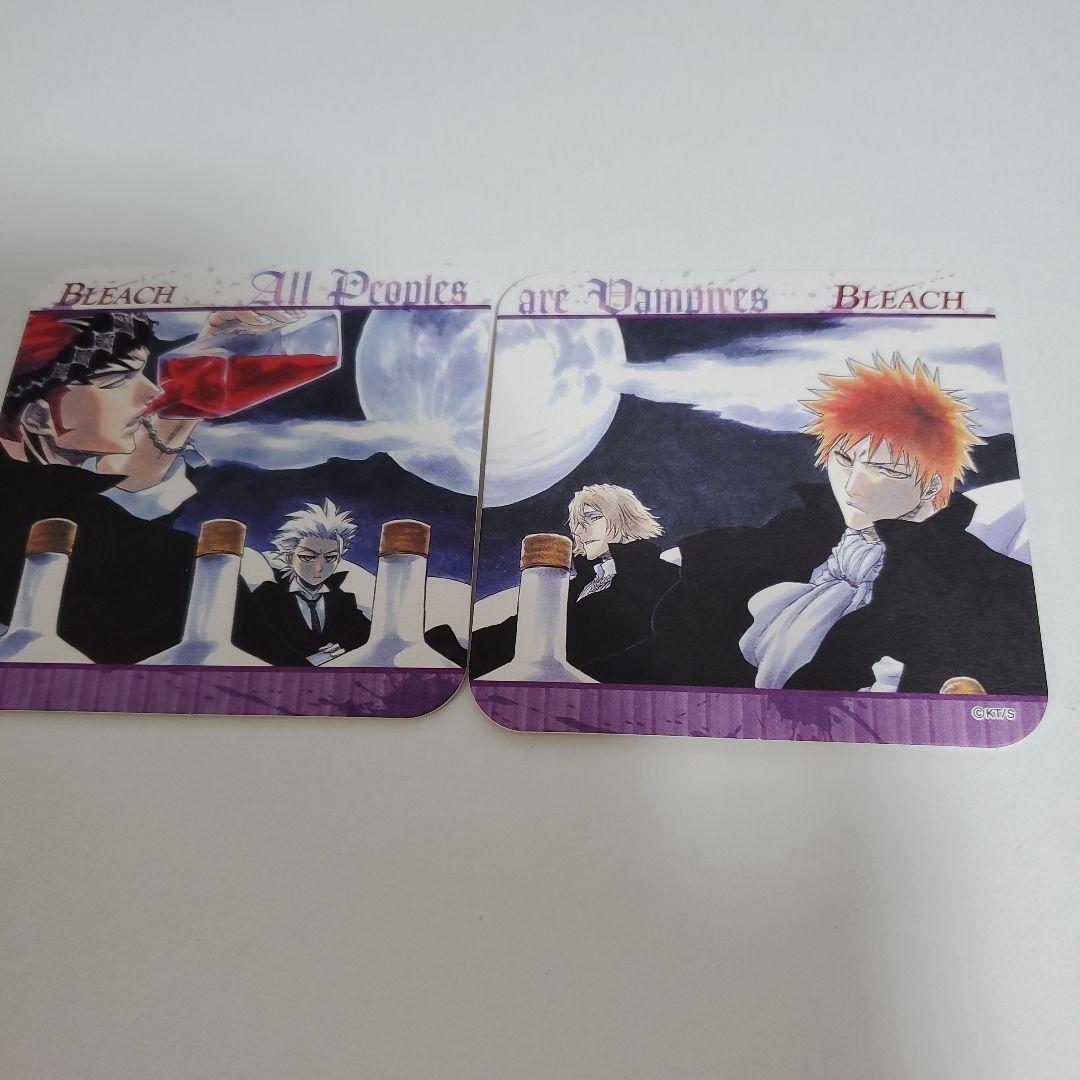 BLEACH
All Peoples
are Vampires
BLEACH
©KT/S